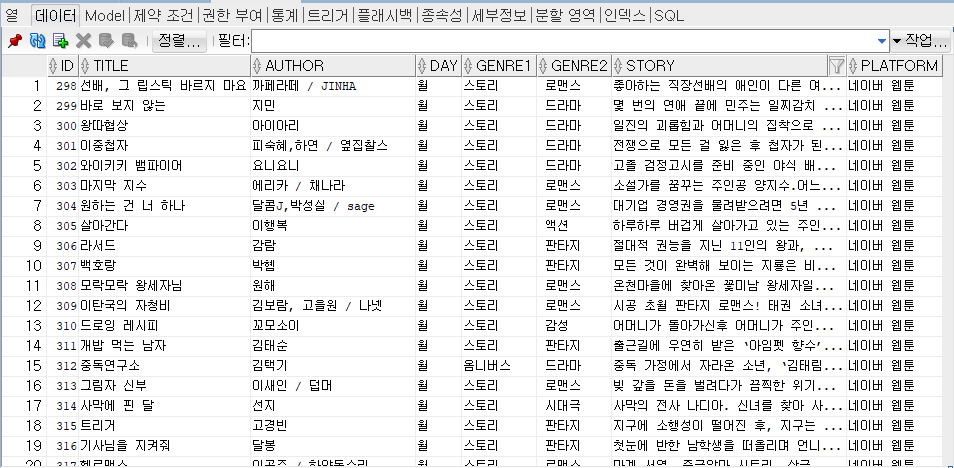 열 데이터 Model 제약 조건 권한 부여 통계 트리거 플래시백 종속성 세부정보 분할 영역 인덱스 SQL
정렬... 필터: 작업...
ID TITLE AUTHOR DAY GENRE1 GENRE2 STORY PLATFORM
1 298 선배, 그 립스틱 바르지 마요 까페라떼 / JINHA 월 스토리 로맨스 좋아하는 직장선배의 애인이 다른 여... 네이버 웹툰
2 299 바로 보지 않는 지민 월 스토리 드라마 몇 번의 연애 끝에 민주는 일찌감치 ... 네이버 웹툰
3 300 왕따협상 아이아리 월 스토리 드라마 일진의 괴롭힘과 어머니의 집착으로 ... 네이버 웹툰
4 301 이중첩자 피숙혜,하연 / 옆집찰스 월 스토리 드라마 전쟁으로 모든 걸 잃은 후 첩자가 된... 네이버 웹툰
5 302 와이키키 뱀파이어 요니요니 월 스토리 드라마 고졸 검정고시를 준비 중인 야식 배... 네이버 웹툰
6 303 마지막 지수 에리카 / 채나라 월 스토리 로맨스 소설가를 꿈꾸는 주인공 양지수.어느... 네이버 웹툰
7 304 원하는 건 너 하나 달콤J,박성실 / sage 월 스토리 로맨스 대기업 경영권을 물려받으려면 5년 ... 네이버 웹툰
8 305 살아간다 이행복 월 스토리 액션 하루하루 버겁게 살아가고 있는 주인... 네이버 웹툰
9 306 라서드 감람 월 스토리 판타지 절대적 권능을 지닌 11인의 왕과, ... 네이버 웹툰
10 307 백호랑 박헴 월 스토리 판타지 모든 것이 완벽해 보이는 지룡은 비... 네이버 웹툰
11 308 모락모락 왕세자님 원해 월 스토리 로맨스 온천마을에 찾아온 꽃미남 왕세자일... 네이버 웹툰
12 309 이탄국의 자청비 김보람, 고을원 / 나넷 월 스토리 로맨스 시공 초월 판타지 로맨스! 태권 소녀... 네이버 웹툰
13 310 드로잉 레시피 꼬모소이 월 스토리 감성 어머니가 돌아가신후 어머니가 주인... 네이버 웹툰
14 311 개밥 먹는 남자 김태순 월 스토리 판타지 출근길에 우연히 받은 '아임펫 향수'... 네이버 웹툰
15 312 중독연구소 김택기 월 옴니버스 드라마 중독 가정에서 자라온 소년, '김태림... 네이버 웹툰
16 313 그림자 신부 이새인 / 덥머 월 스토리 로맨스 빚 갚을 돈을 벌려다가 끔찍한 위기... 네이버 웹툰
17 314 사막에 핀 달 선지 월 스토리 시대극 사막의 전사 나디아. 신녀를 찾아 사... 네이버 웹툰
18 315 트리거 고경빈 월 스토리 판타지 지구에 소행성이 떨어진 후, 지구는 ... 네이버 웹툰
19 316 기사님을 지켜줘 달봉 월 스토리 판타지 첫눈에 반한 남학생을 떠올리며 언니... 네이버 웹툰
20 317 헬로맨스 월 스토리 로맨스 네이버 웹툰